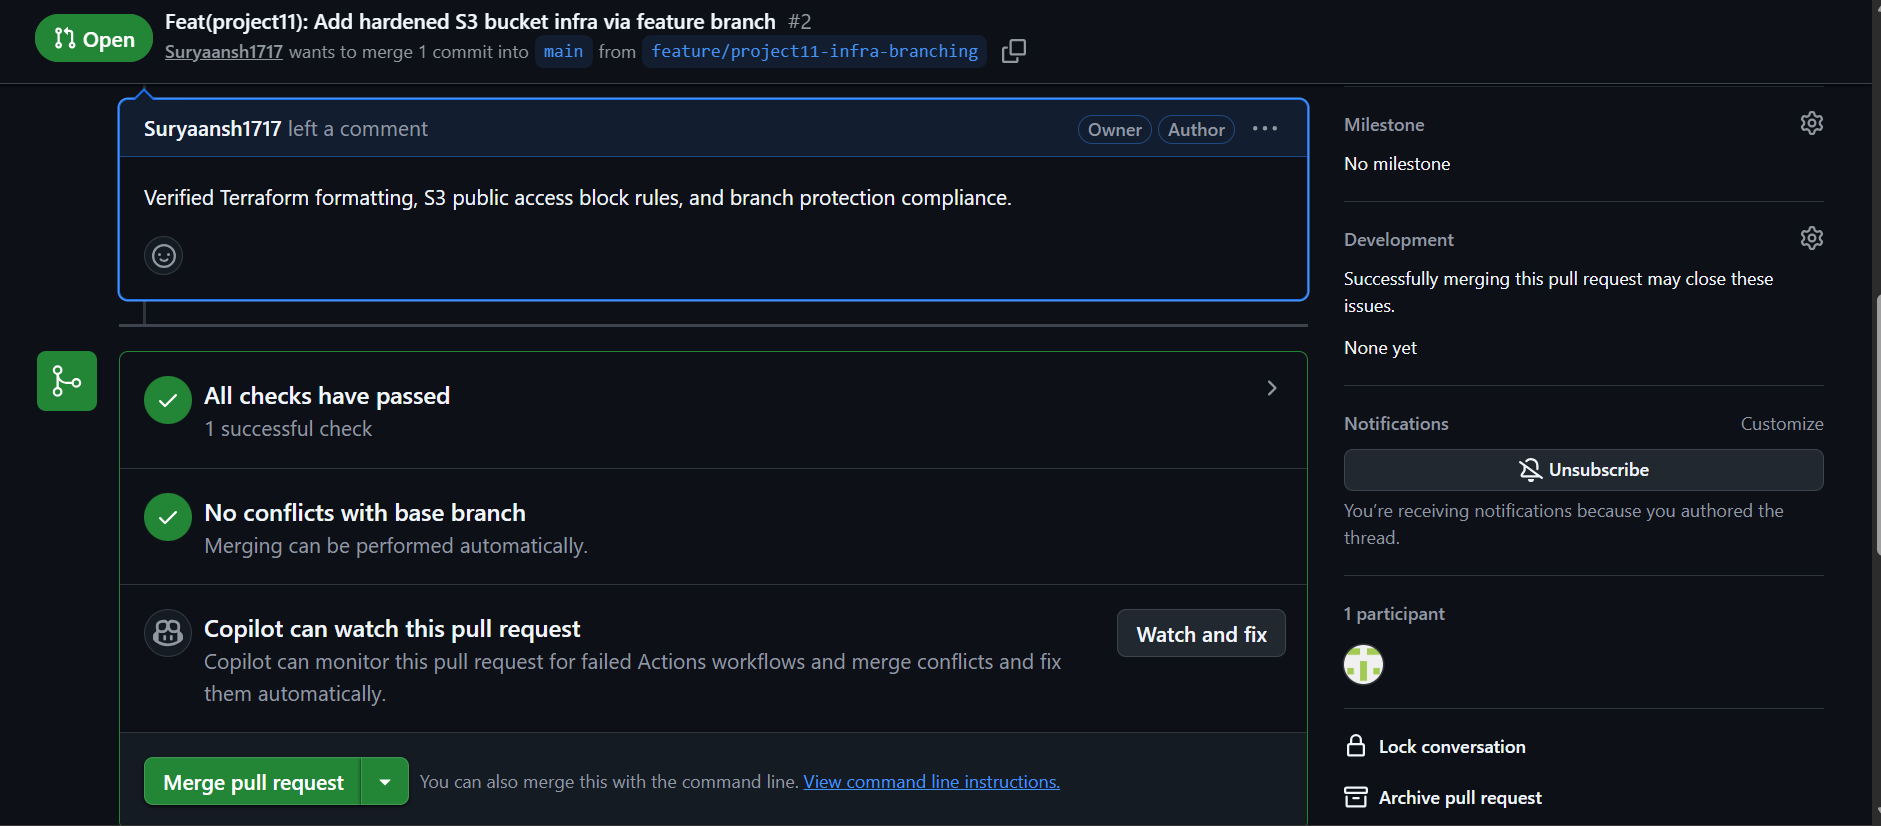 Open
Feat(project11): Add hardened S3 bucket infra via feature branch #2
Suryaansh1717 wants to merge 1 commit into main from feature/project11-infra-branching
Suryaansh1717 left a comment
Owner
Author
Verified Terraform formatting, S3 public access block rules, and branch protection compliance.
All checks have passed
1 successful check
No conflicts with base branch
Merging can be performed automatically.
Copilot can watch this pull request
Copilot can monitor this pull request for failed Actions workflows and merge conflicts and fix
them automatically.
Watch and fix
Merge pull request
You can also merge this with the command line. View command line instructions.
Milestone
No milestone
Development
Successfully merging this pull request may close these
issues.
None yet
Notifications
Customize
Unsubscribe
You’re receiving notifications because you authored the
thread.
1 participant
Lock conversation
Archive pull request